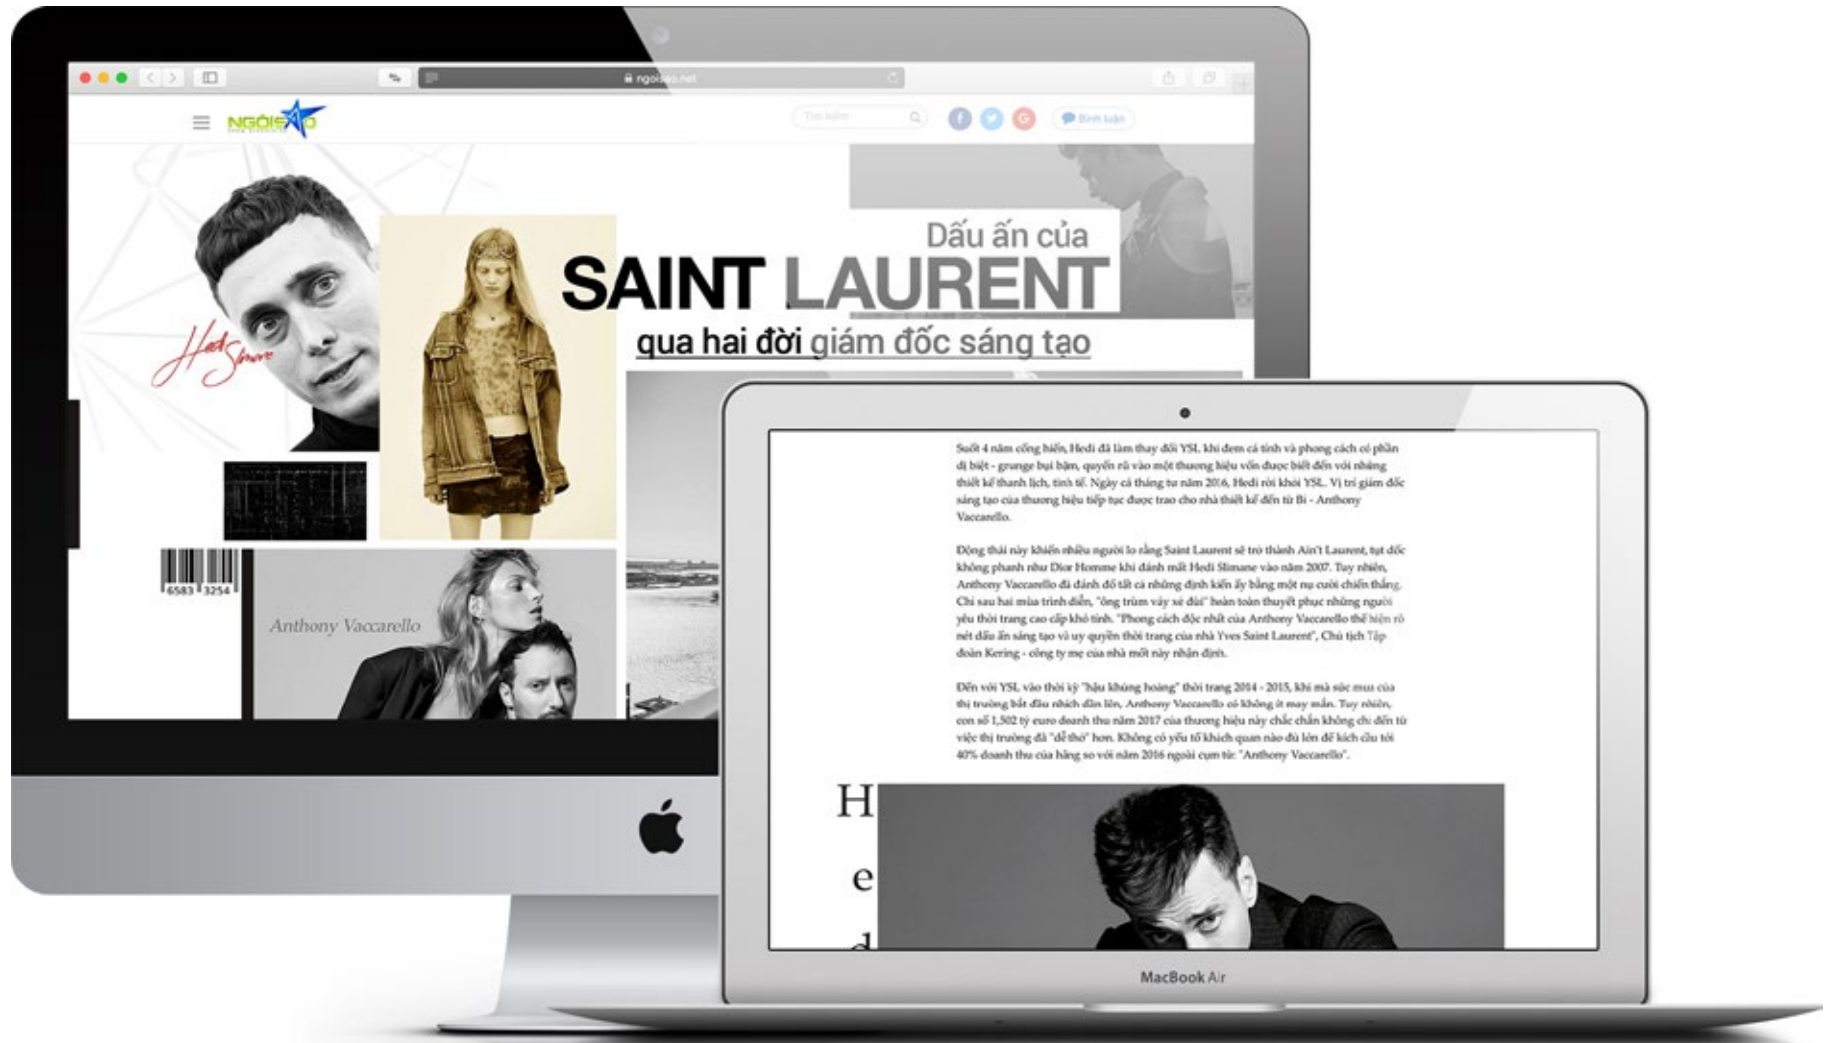 ngoisao.net
NGÔISAO
Tìm kiếm
Bình luận
Dấu ấn của
SAINT LAURENT
qua hai đời giám đốc sáng tạo
Hedi
Slimane
6583 3254
Anthony Vaccarello
Suốt 4 năm cống hiến, Hedi đã làm thay đổi YSL khi đem cá tính và phong cách có phần
dị biệt - grunge bụi bặm, quyến rũ vào một thương hiệu vốn được biết đến với những
thiết kế thanh lịch, tinh tế. Ngày cá tháng tư năm 2016, Hedi rời khỏi YSL. Vị trí giám đốc
sáng tạo của thương hiệu tiếp tục được trao cho nhà thiết kế đến từ Bỉ - Anthony
Vaccarello.
Động thái này khiến nhiều người lo rằng Saint Laurent sẽ trở thành Ain't Laurent, tụt dốc
không phanh như Dior Homme khi đánh mất Hedi Slimane vào năm 2007. Tuy nhiên,
Anthony Vaccarello đã đánh đổ tất cả những định kiến ấy bằng một nụ cười chiến thắng.
Chỉ sau hai mùa trình diễn, "ông trùm váy xẻ đùi" hoàn toàn thuyết phục những người
yêu thời trang cao cấp khó tính. "Phong cách độc nhất của Anthony Vaccarello thể hiện rõ
nét dấu ấn sáng tạo và uy quyền thời trang của nhà Yves Saint Laurent", Chủ tịch Tập
đoàn Kering - công ty mẹ của nhà mốt này nhận định.
Đến với YSL vào thời kỳ "hậu khủng hoảng" thời trang 2014 - 2015, khi mà sức mua của
thị trường bắt đầu nhích dần lên, Anthony Vaccarello có không ít may mắn. Tuy nhiên,
con số 1,502 tỷ euro doanh thu năm 2017 của thương hiệu này chắc chắn không chỉ đến từ
việc thị trường đã "dễ thở" hơn. Không có yếu tố khách quan nào đủ lớn để kích cầu tới
40% doanh thu của hãng so với năm 2016 ngoài cụm từ: "Anthony Vaccarello".
H
e
d
MacBook Air